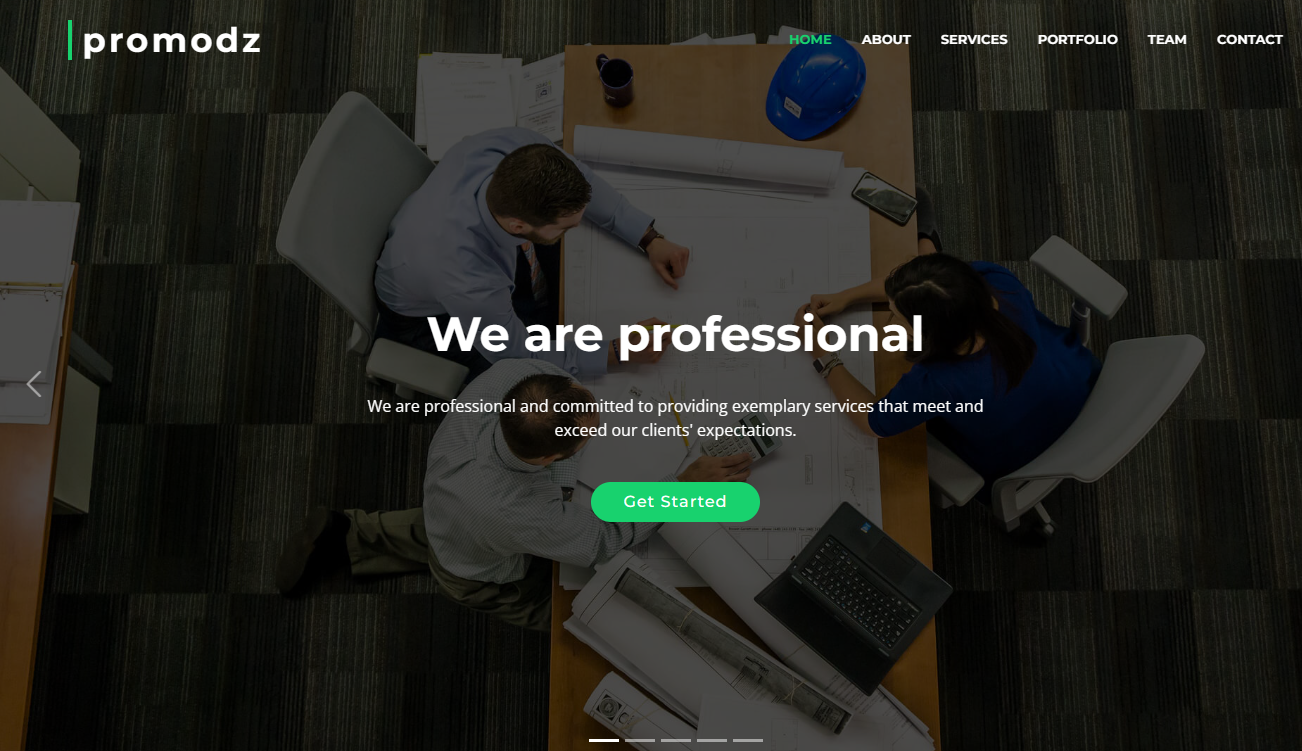 promodz
HOME ABOUT SERVICES PORTFOLIO TEAM CONTACT
We are professional
We are professional and committed to providing exemplary services that meet and
exceed our clients' expectations.
Get Started